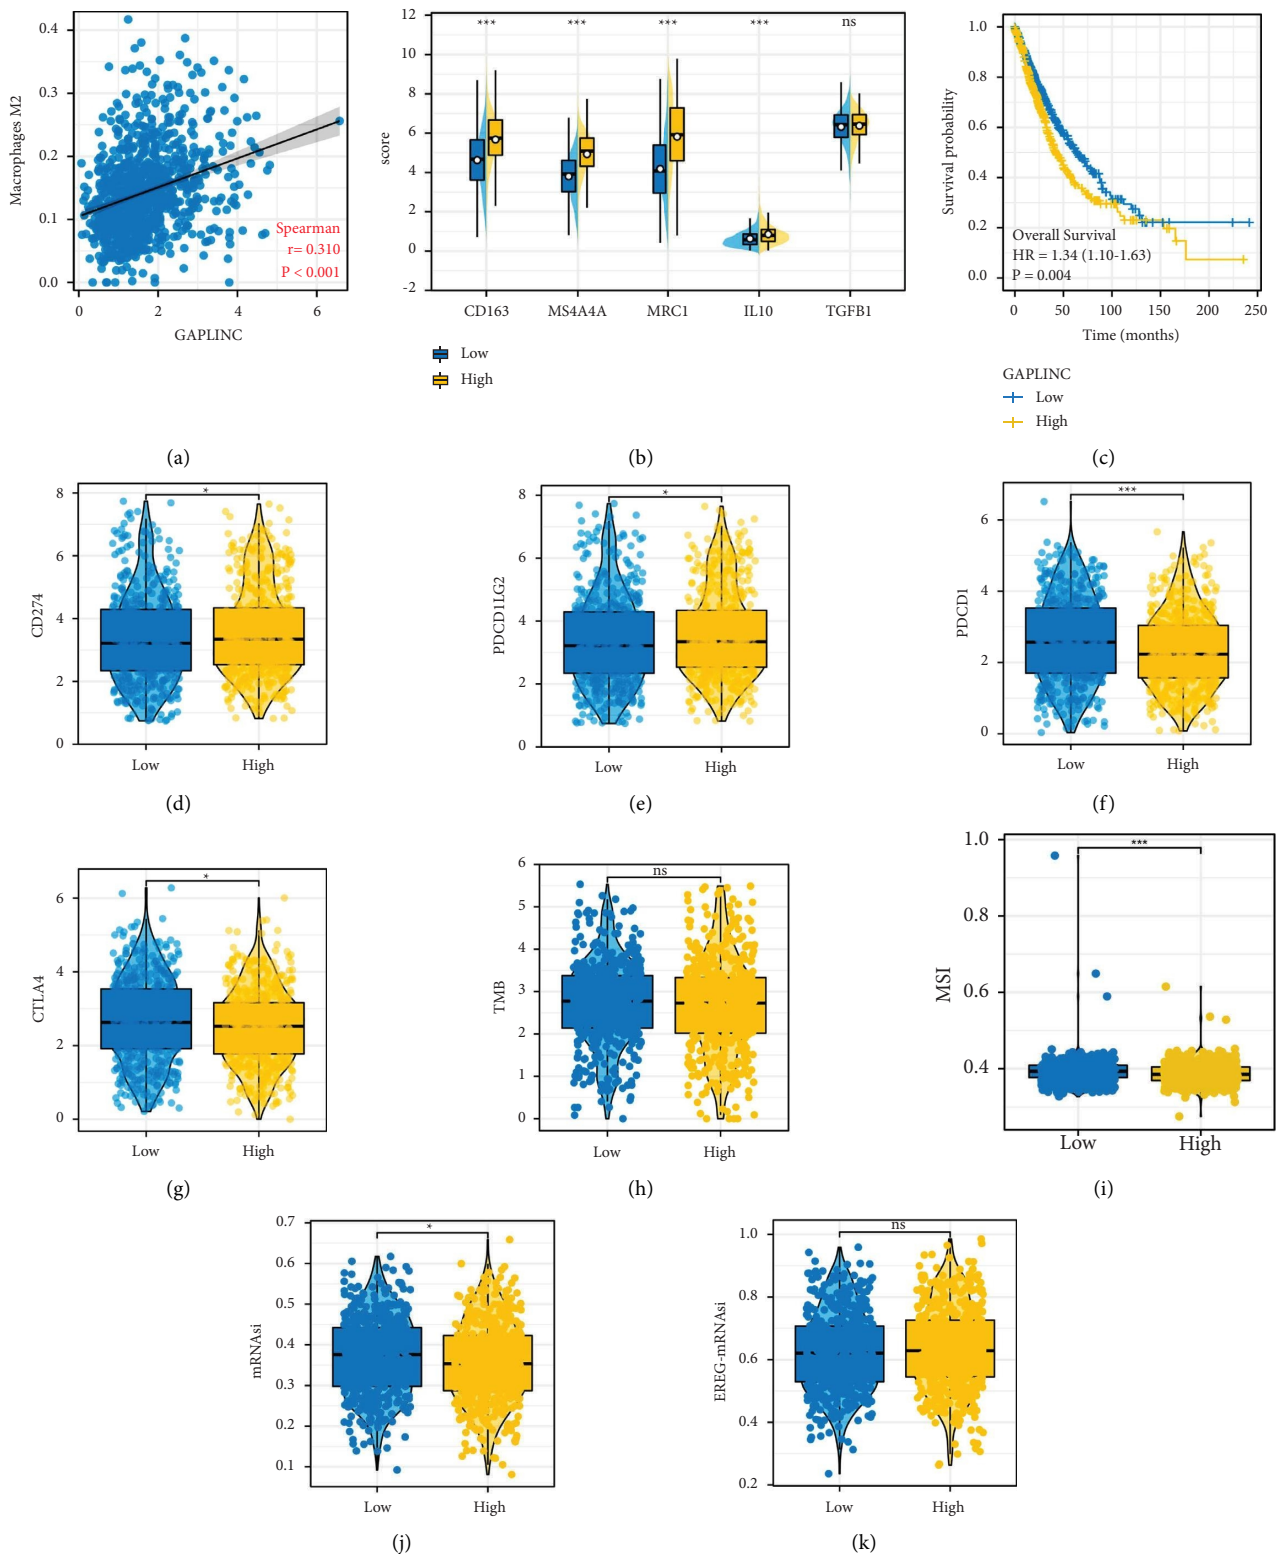 0.4
0.3
0.2
0.1
0.0
Macrophages M2
Spearman
r= 0.310
P < 0.001
0 2 4 6
GAPLINC
(a)
12
10
8
6
4
2
0
-2
score
*** *** *** *** ns
CD163 MS4A4A MRC1 IL10 TGFB1
Low
High
(b)
1.0
0.8
0.6
0.4
0.2
0.0
Survival probability
Overall Survival
HR = 1.34 (1.10-1.63)
P = 0.004
0 50 100 150 200 250
Time (months)
GAPLINC
Low
High
(c)
8
6
4
2
0
CD274
*
Low High
(d)
8
6
4
2
0
PDCD1LG2
*
Low High
(e)
6
4
2
0
PDCD1
***
Low High
(f)
6
4
2
0
CTLA4
*
Low High
(g)
6
5
4
3
2
1
0
TMB
ns
Low High
(h)
1.0
0.8
0.6
0.4
MSI
***
Low High
(i)
0.7
0.6
0.5
0.4
0.3
0.2
0.1
mRNAsi
*
Low High
(j)
1.0
0.8
0.6
0.4
0.2
EREG-mRNAsi
ns
Low High
(k)